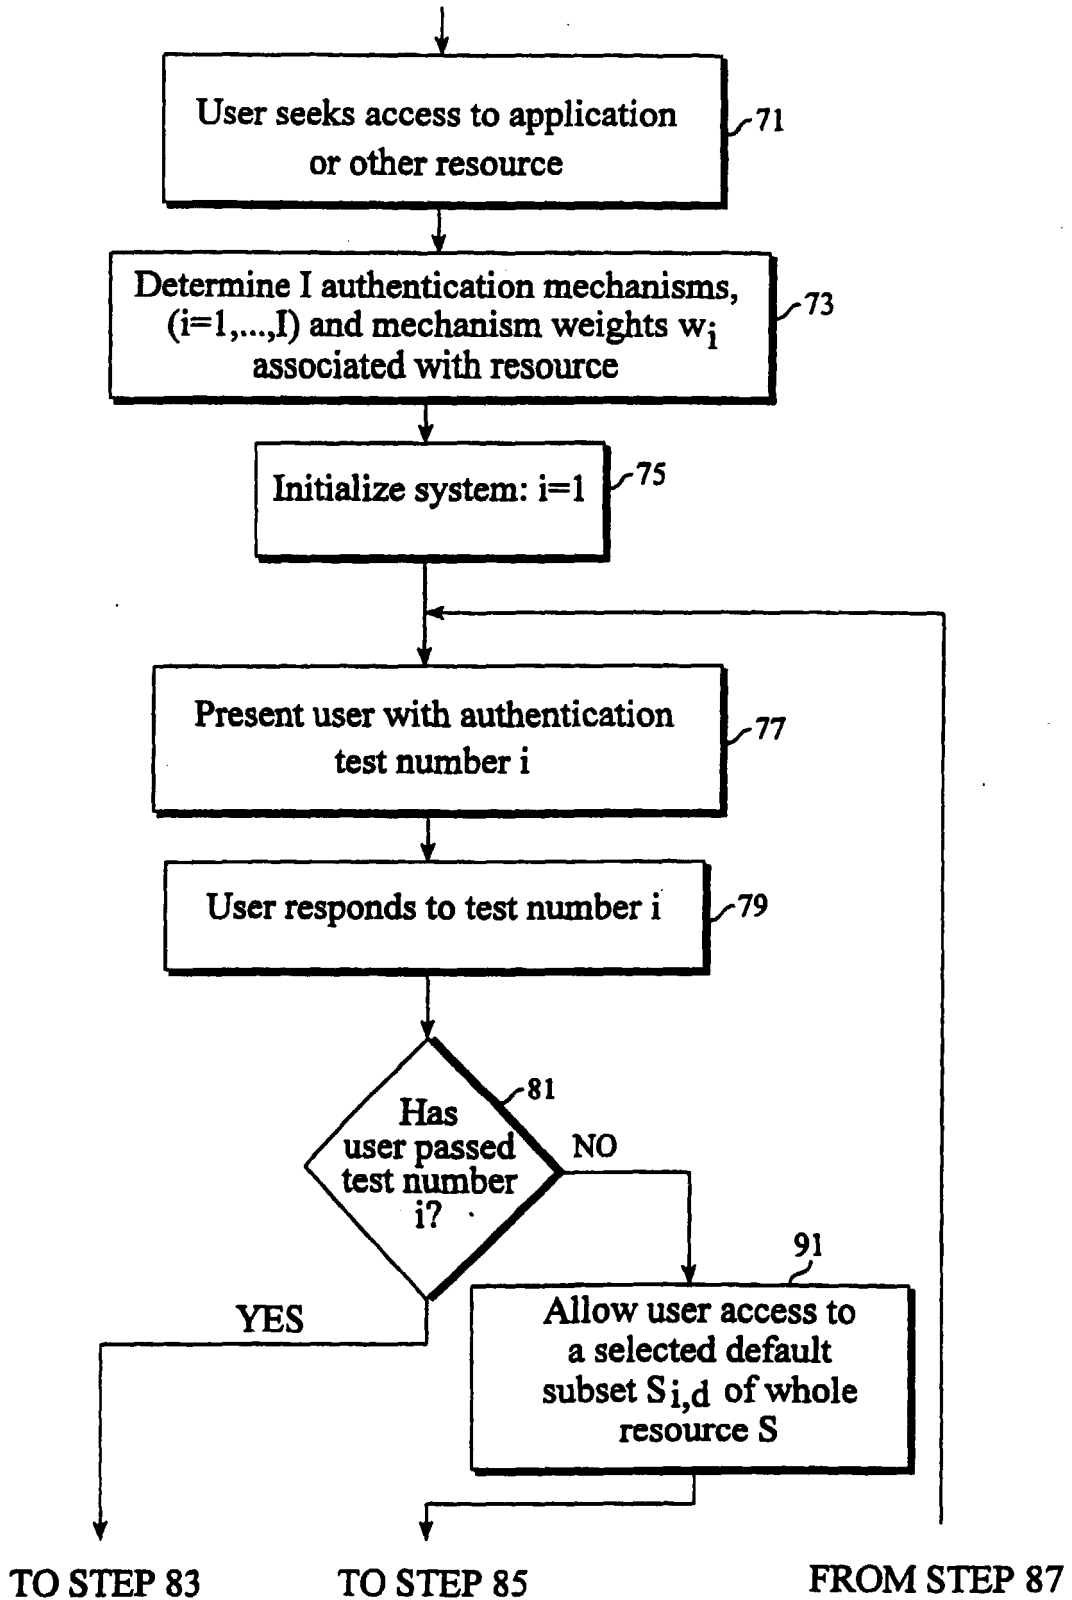 User seeks access to application
or other resource
71
Determine I authentication mechanisms,
(i=1,...,I) and mechanism weights wi
associated with resource
73
Initialize system: i=1
75
Present user with authentication
test number i
77
User responds to test number i
79
81
Has
user passed
test number
i?
NO
YES
91
Allow user access to
a selected default
subset Si,d of whole
resource S
TO STEP 83
TO STEP 85
FROM STEP 87